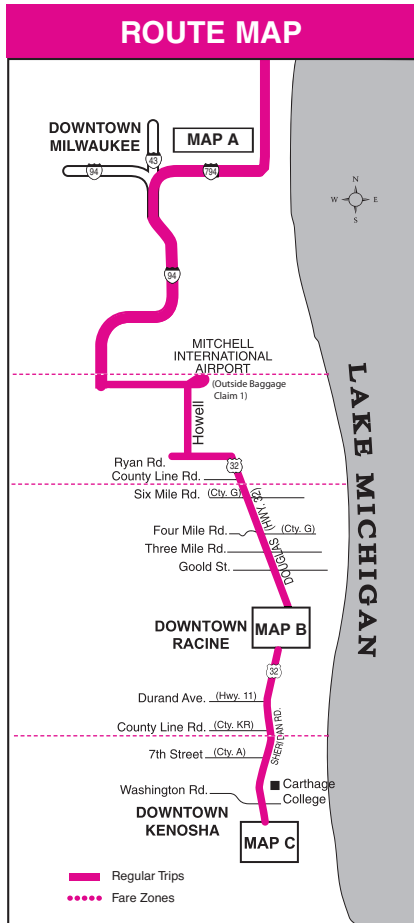 ROUTE MAP
DOWNTOWN
MILWAUKEE
MAP A
43
94
794
N
W E
S
94
MITCHELL
INTERNATIONAL
AIRPORT
(Outside Baggage
Claim 1)
Howell
LAKE MICHIGAN
Ryan Rd.
32
County Line Rd.
Six Mile Rd. (Cty. G)
DOUGLAS (HWY. 32)
Four Mile Rd. (Cty. G)
Three Mile Rd.
Goold St.
DOWNTOWN
RACINE
MAP B
32
Durand Ave. (Hwy. 11)
SHERIDAN RD.
County Line Rd. (Cty. KR)
7th Street (Cty. A)
Carthage
College
Washington Rd.
DOWNTOWN
KENOSHA
MAP C
Regular Trips
Fare Zones